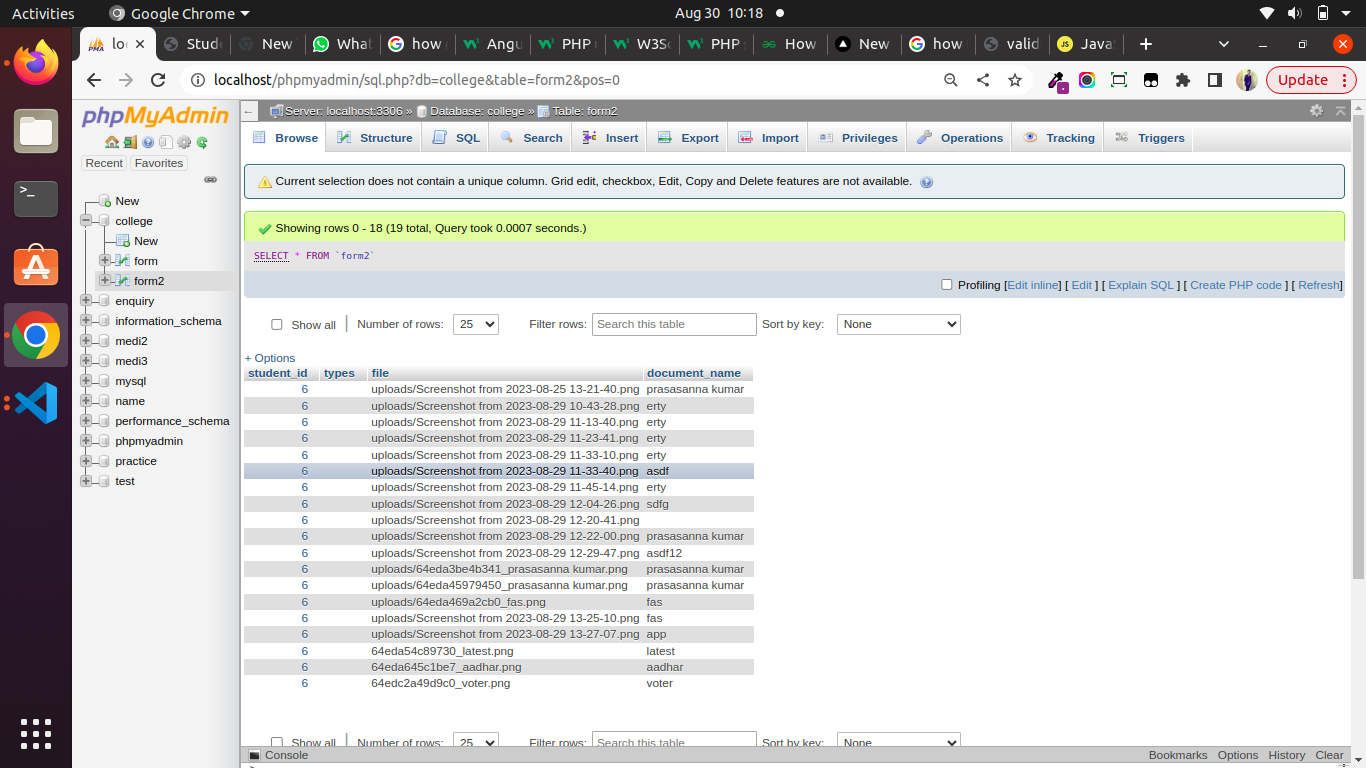 Activities Google Chrome Aug 30 10:18
loc Stude New What how Angu PHP W3Sc PHP how New how valid Java
localhost/phpmyadmin/sql.php?db=college&table=form2&pos=0 Update
phpMyAdmin
Recent Favorites
New
college
New
form
form2
enquiry
information_schema
medi2
medi3
mysql
name
performance_schema
phpmyadmin
practice
test
Server: localhost:3306 » Database: college » Table: form2
Browse Structure SQL Search Insert Export Import Privileges Operations Tracking Triggers
Current selection does not contain a unique column. Grid edit, checkbox, Edit, Copy and Delete features are not available.
Showing rows 0 - 18 (19 total, Query took 0.0007 seconds.)
SELECT * FROM `form2`
Profiling [Edit inline] [ Edit ] [ Explain SQL ] [ Create PHP code ] [ Refresh]
Show all Number of rows: 25 Filter rows: Search this table Sort by key: None
+ Options
student_id types file document_name
6 uploads/Screenshot from 2023-08-25 13-21-40.png prasasanna kumar
6 uploads/Screenshot from 2023-08-29 10-43-28.png erty
6 uploads/Screenshot from 2023-08-29 11-13-40.png erty
6 uploads/Screenshot from 2023-08-29 11-23-41.png erty
6 uploads/Screenshot from 2023-08-29 11-33-10.png erty
6 uploads/Screenshot from 2023-08-29 11-33-40.png asdf
6 uploads/Screenshot from 2023-08-29 11-45-14.png erty
6 uploads/Screenshot from 2023-08-29 12-04-26.png sdfg
6 uploads/Screenshot from 2023-08-29 12-20-41.png
6 uploads/Screenshot from 2023-08-29 12-22-00.png prasasanna kumar
6 uploads/Screenshot from 2023-08-29 12-29-47.png asdf12
6 uploads/64eda3be4b341_prasasanna kumar.png prasasanna kumar
6 uploads/64eda45979450_prasasanna kumar.png prasasanna kumar
6 uploads/64eda469a2cb0_fas.png fas
6 uploads/Screenshot from 2023-08-29 13-25-10.png fas
6 uploads/Screenshot from 2023-08-29 13-27-07.png app
6 64eda54c89730_latest.png latest
6 64eda645c1be7_aadhar.png aadhar
6 64edc2a49d9c0_voter.png voter
Show all Number of rows: 25 Filter rows: Search this table Sort by key: None
Console Bookmarks Options History Clear